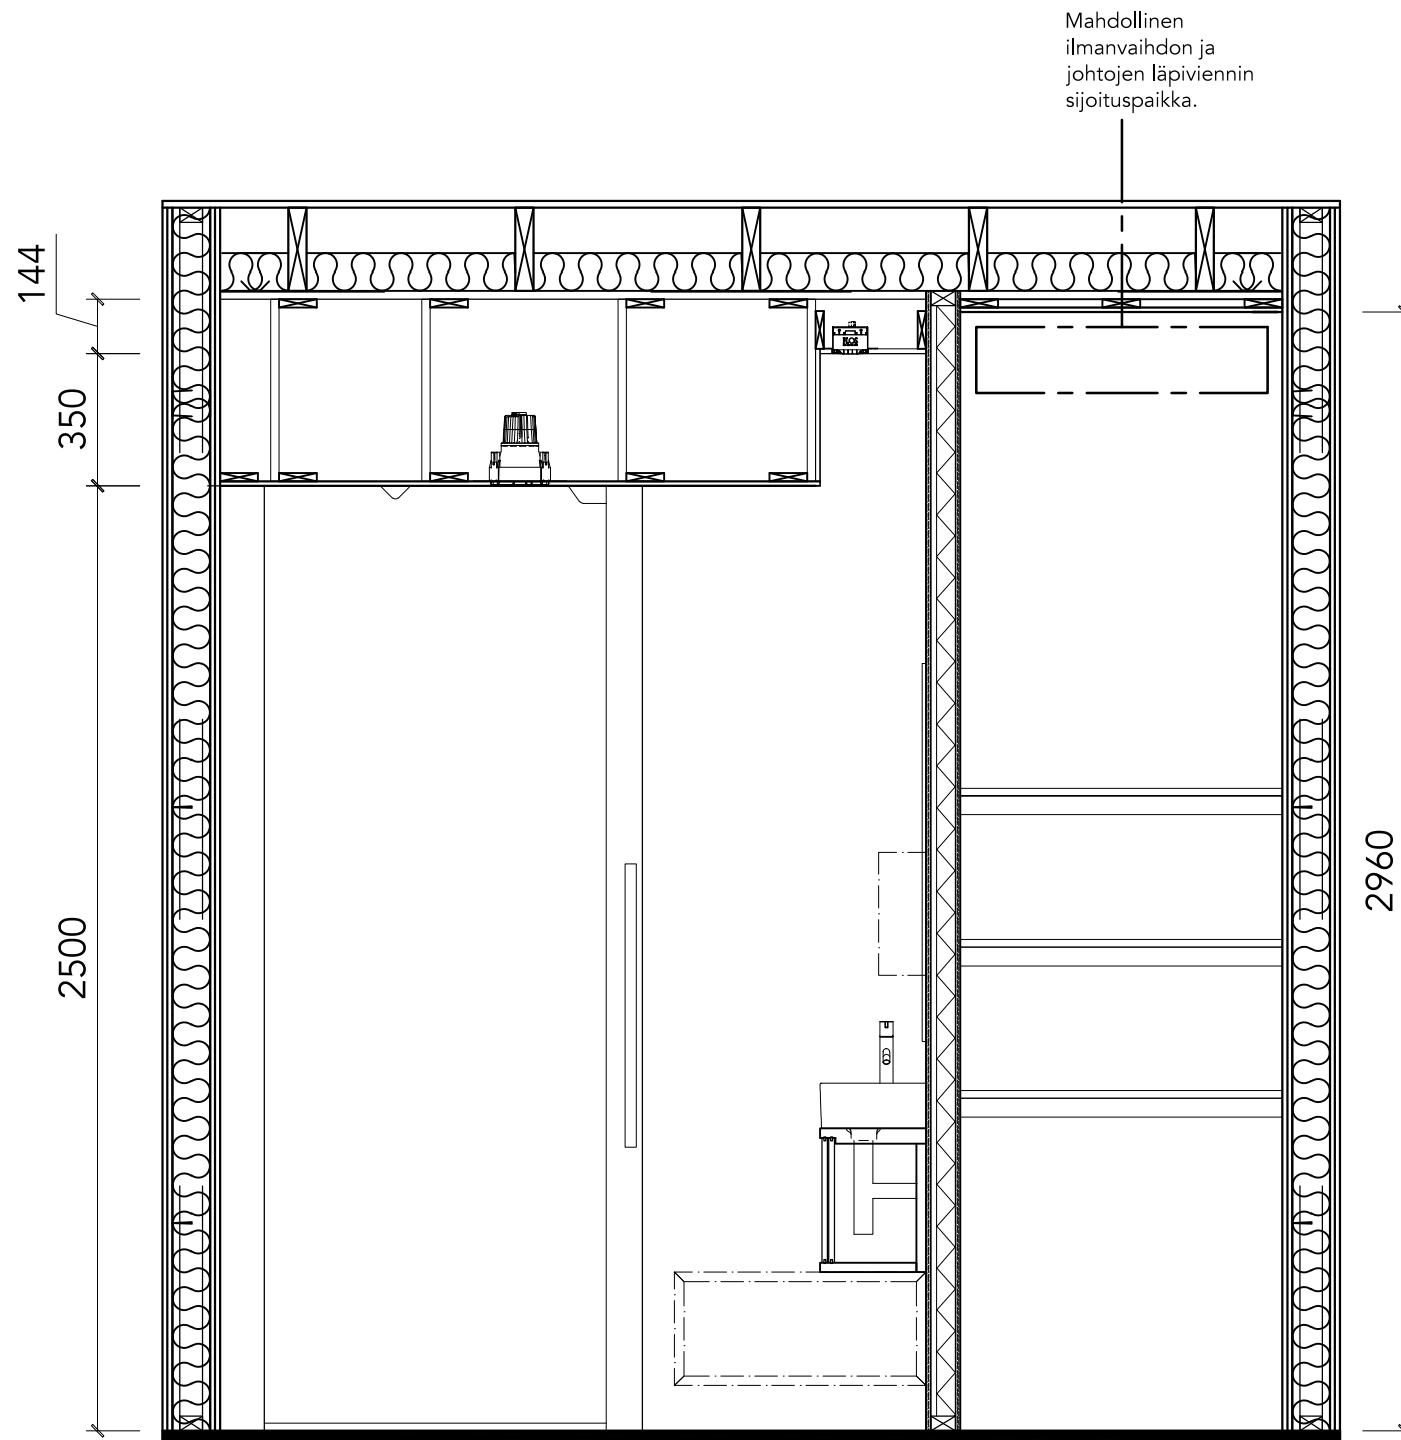 Mahdollinen
ilmanvaihdon ja
johtojen läpiviennin
sijoituspaikka.
144
350
2500
2960